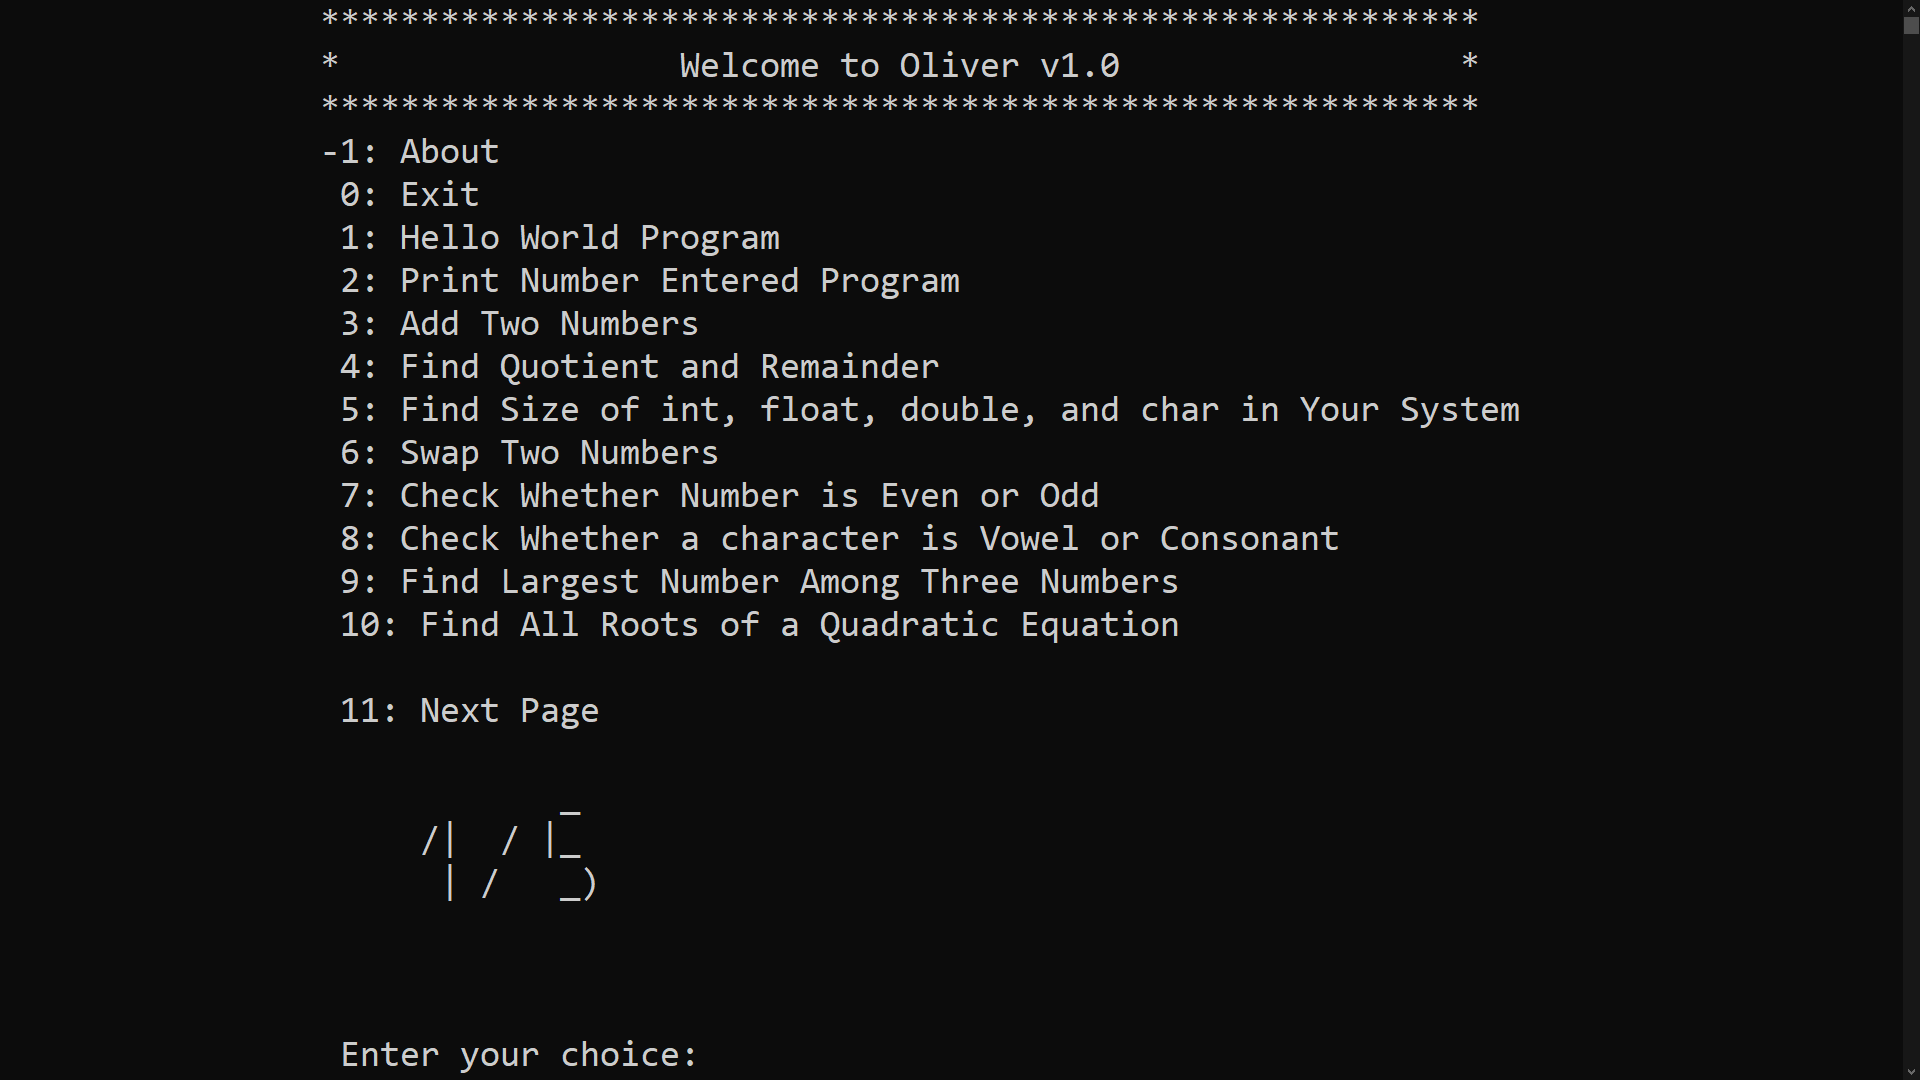 **********************************************************
* Welcome to Oliver v1.0 *
**********************************************************
-1: About
0: Exit
1: Hello World Program
2: Print Number Entered Program
3: Add Two Numbers
4: Find Quotient and Remainder
5: Find Size of int, float, double, and char in Your System
6: Swap Two Numbers
7: Check Whether Number is Even or Odd
8: Check Whether a character is Vowel or Consonant
9: Find Largest Number Among Three Numbers
10: Find All Roots of a Quadratic Equation
11: Next Page
_
/| / |_
| / _)
Enter your choice: